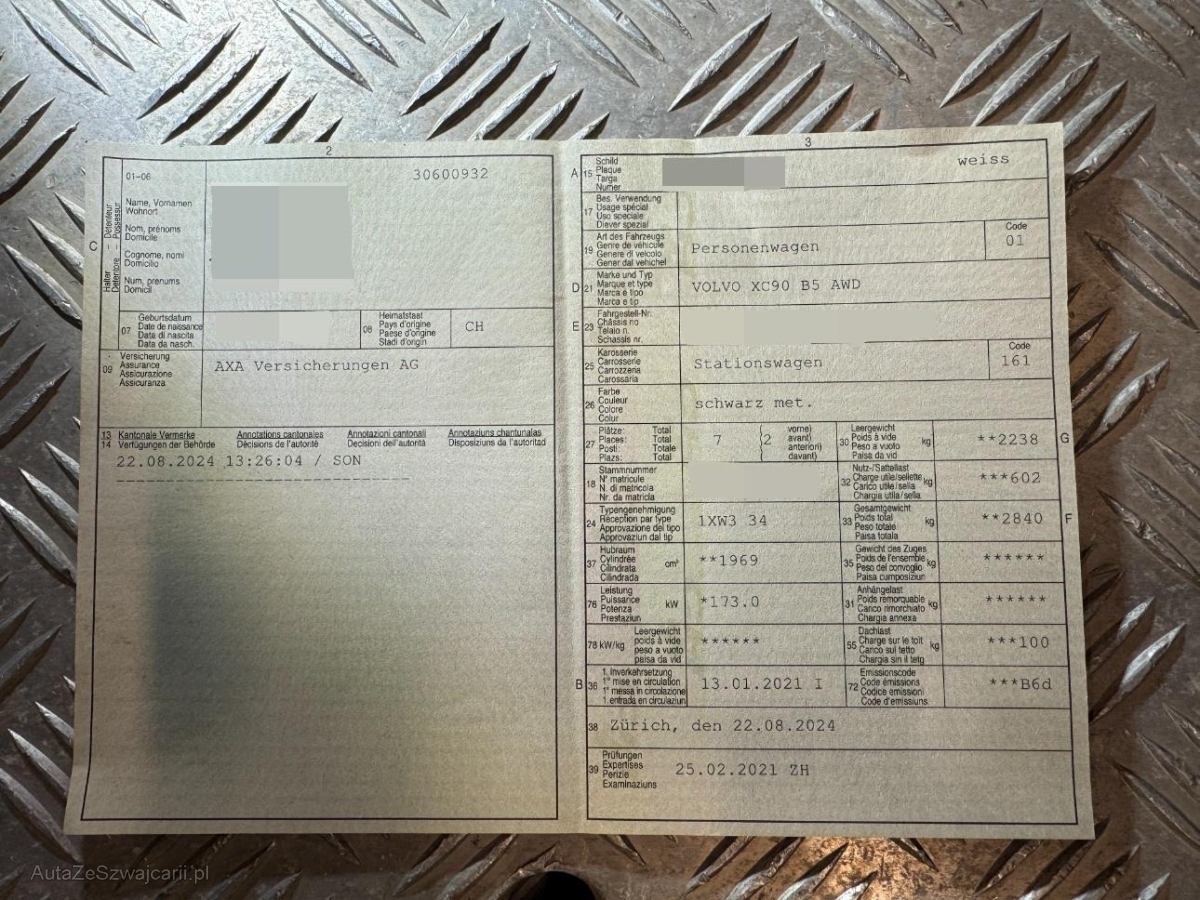 2
01-06
30600932
Halter – Détenteur
Detentore – Possessur
C
Name, Vornamen
Wohnort
Nom, prénoms
Domicile
Cognome, nomi
Domicilio
Num, prenums
Domicil
07
Geburtsdatum
Date de naissance
Data di nascita
Data da nasch.
08
Heimatstaat
Pays d'origine
Paese d'origine
Stadi d'origin
CH
09
Versicherung
Assurance
Assicurazione
Assicuranza
AXA Versicherungen AG
13 Kantonale Vermerke Annotations cantonales Annotazioni cantonali Annotaziuns chantunalas
14 Verfügungen der Behörde Décisions de l'autorité Decisioni dell'autorità Disposiziuns da l'autoritad
22.08.2024 13:26:04 / SON
3
A 15
Schild
Plaque
Targa
Numer
weiss
17
Bes. Verwendung
Usage spécial
Uso speciale
Diever spezial
19
Art des Fahrzeugs
Genre de véhicule
Genere di veicolo
Gener dal vehichel
Personenwagen
Code
01
D 21
Marke und Typ
Marque et type
Marca e tipo
Marca e tip
VOLVO XC90 B5 AWD
E 23
Fahrgestell-Nr.
Châssis no
Telaio n.
Schassis nr.
25
Karosserie
Carrosserie
Carrozzeria
Carossaria
Stationswagen
Code
161
26
Farbe
Couleur
Colore
Colur
schwarz met.
27
Plätze: Total
Places: Total
Posti: Totale
Plazs: Total
7
(2
vorne)
avant)
anteriori)
davant)
30
Leergewicht
Poids à vide
Peso a vuoto
Paisa da vid
kg
**2238
G
18
Stammnummer
N° matricule
N. di matricola
Nr. da matricla
32
Nutz-/Sattellast
Charge utile/sellette
Carico utile/sella
Chargia utila/sella
kg
***602
24
Typengenehmigung
Réception par type
Approvazione del tipo
Approvaziun dal tip
1XW3 34
33
Gesamtgewicht
Poids total
Peso totale
Paisa totala
kg
**2840
F
37
Hubraum
Cylindrée
Cilindrata
Cilindrada
cm³
**1969
35
Gewicht des Zuges
Poids de l'ensemble
Peso del convoglio
Paisa cumposiziun
kg
******
76
Leistung
Puissance
Potenza
Prestaziun
kW
*173.0
31
Anhängelast
Poids remorquable
Carico rimorchiato
Chargia annexa
kg
******
78 kW/kg
Leergewicht
poids à vide
peso a vuoto
paisa da vid
******
55
Dachlast
Charge sur le toit
Carico sul tetto
Chargia sin il tetg
kg
***100
B 36
1. Inverkehrsetzung
1re mise en circulation
1a messa in circolazione
1. entrada en circulaziun
13.01.2021 I
72
Emissionscode
Code émissions
Codice emissioni
Code d'emissiuns
***B6d
38 Zürich, den 22.08.2024
39
Prüfungen
Expertises
Perizie
Examinaziuns
25.02.2021 ZH
AutaZeSzwajcarii.pl